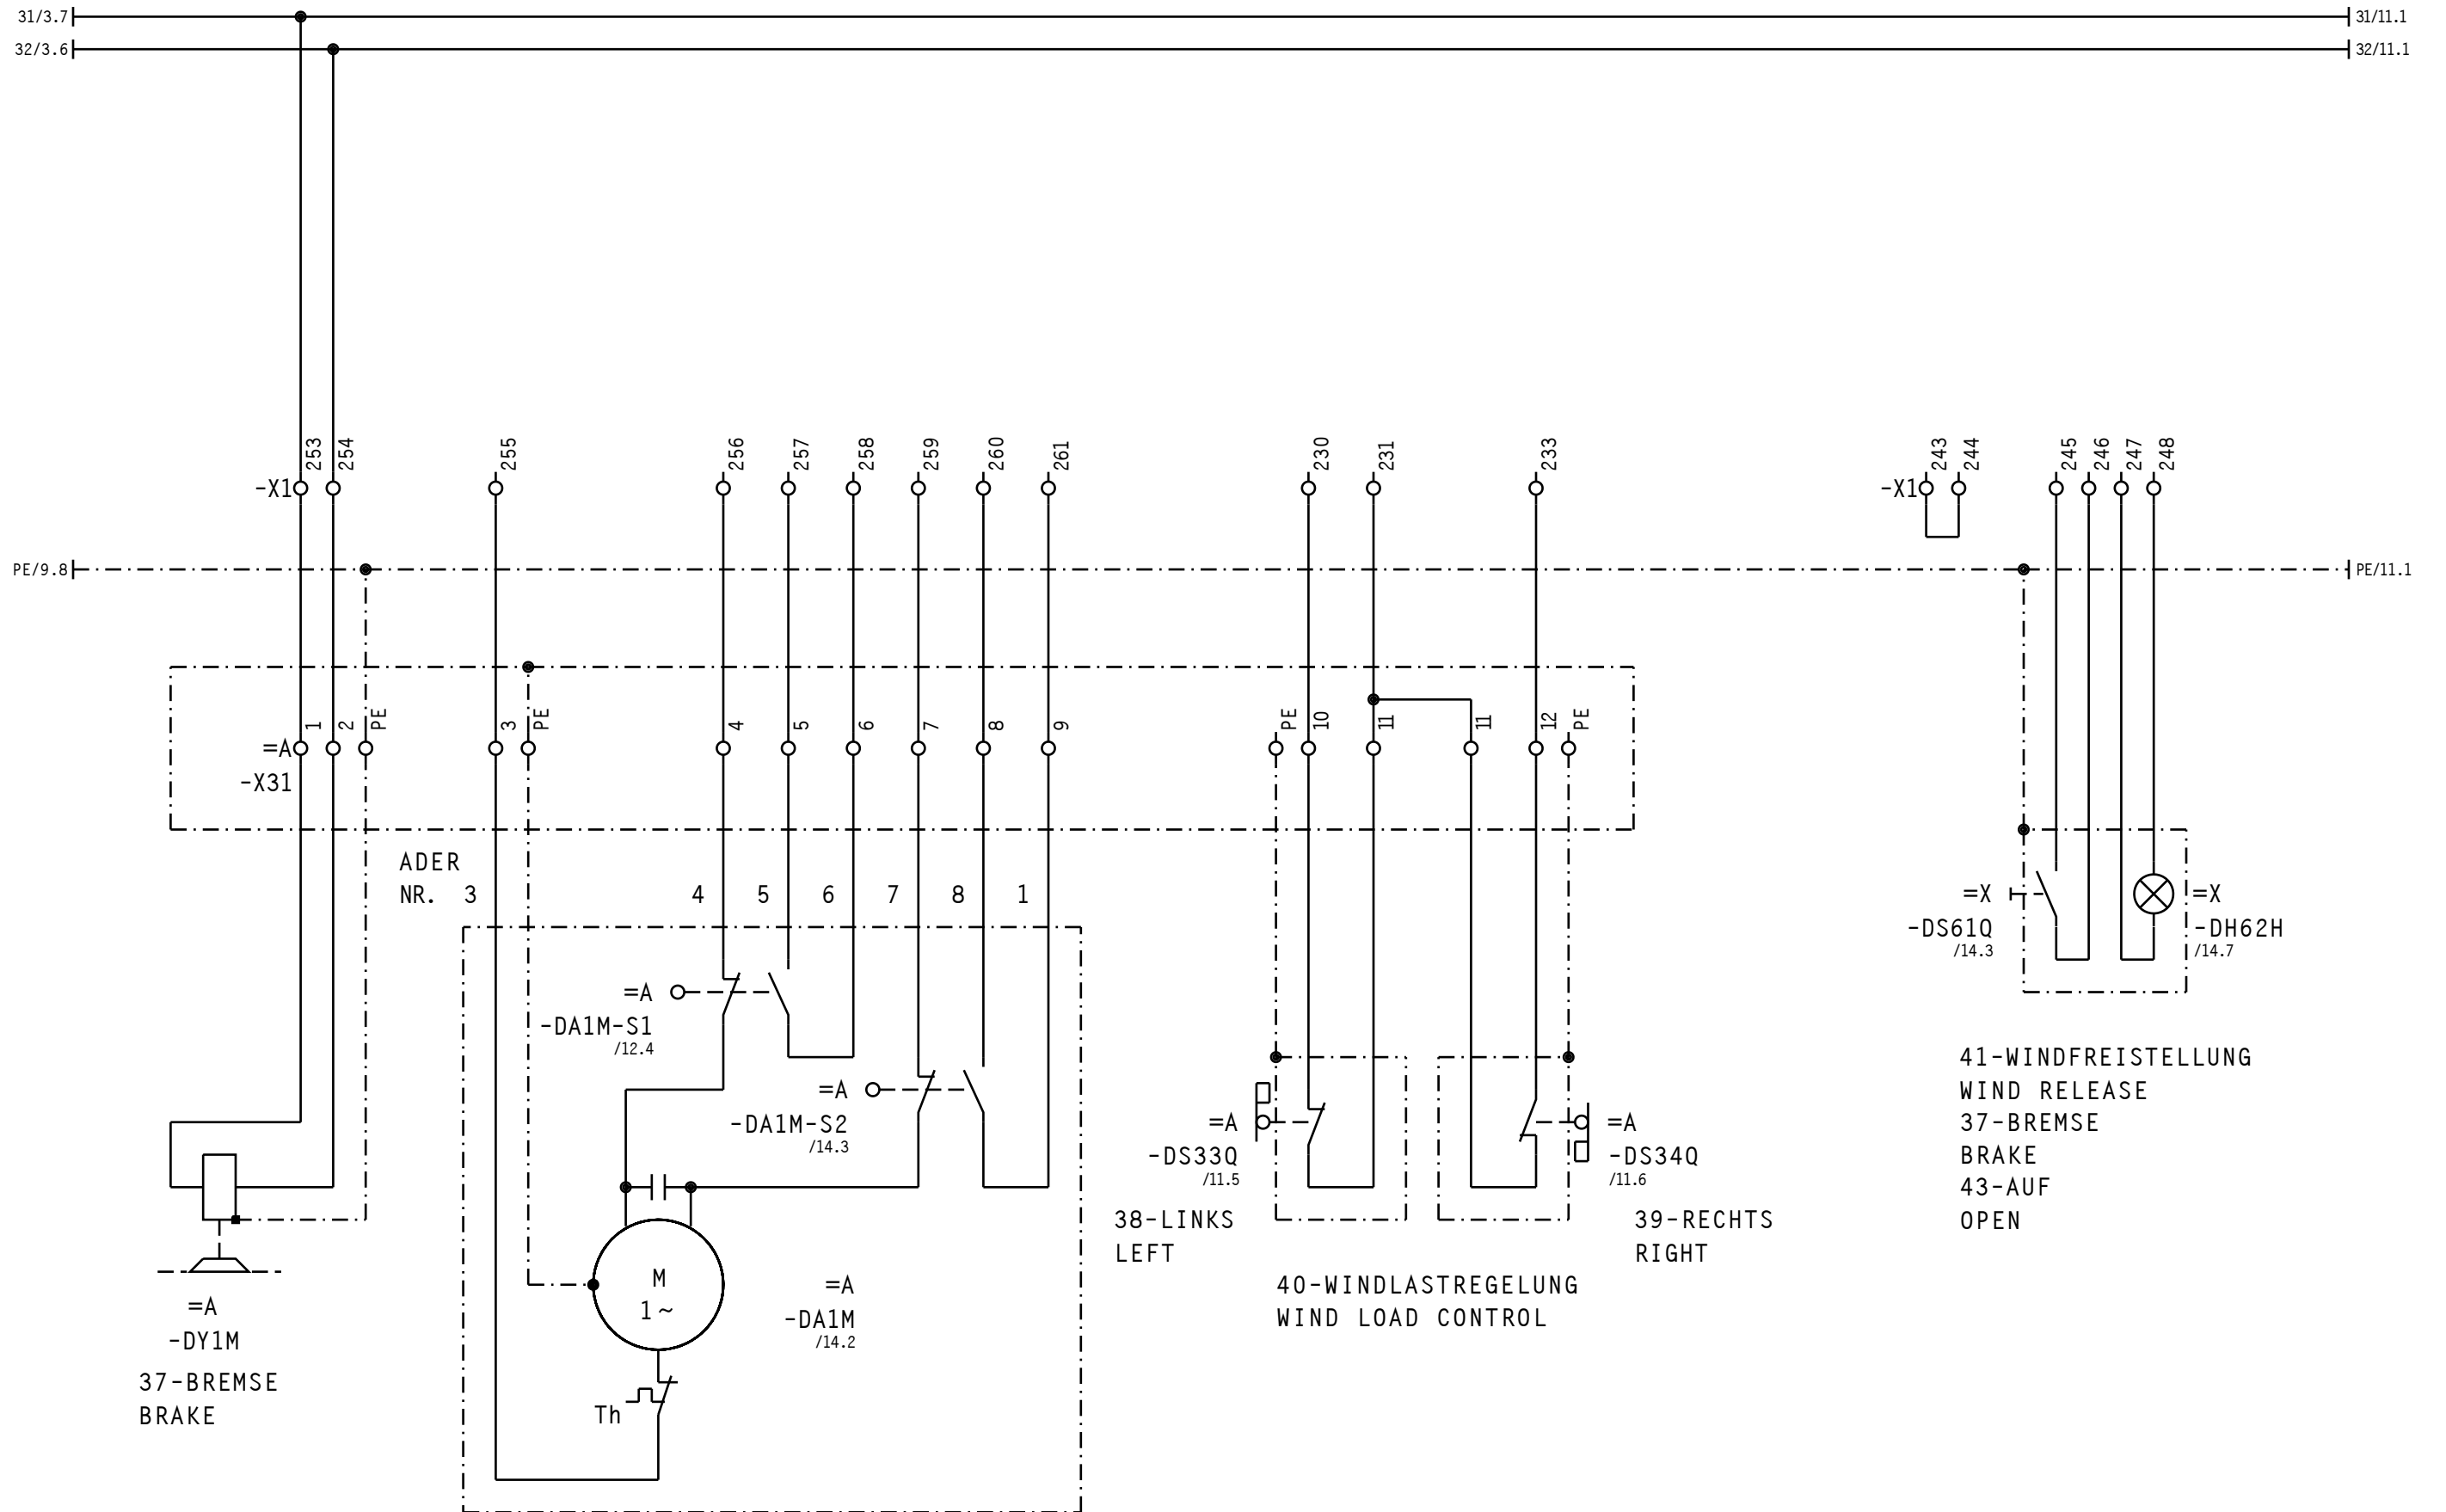 31/3.7
31/11.1
32/3.6
32/11.1
253
254
255
256
257
258
259
260
261
230
231
233
243
244
245
246
247
248
-X1
-X1
PE/9.8
PE/11.1
1
2
PE
3
PE
4
5
6
7
8
9
PE
10
11
11
12
PE
=A
-X31
ADER
NR. 3 4 5 6 7 8 1
=X
-DS61Q
/14.3
=X
-DH62H
/14.7
=A
-DA1M-S1
/12.4
=A
-DA1M-S2
/14.3
=A
-DS33Q
/11.5
=A
-DS34Q
/11.6
38-LINKS
LEFT
39-RECHTS
RIGHT
40-WINDLASTREGELUNG
WIND LOAD CONTROL
41-WINDFREISTELLUNG
WIND RELEASE
37-BREMSE
BRAKE
43-AUF
OPEN
M
1~
=A
-DA1M
/14.2
Th
=A
-DY1M
37-BREMSE
BRAKE